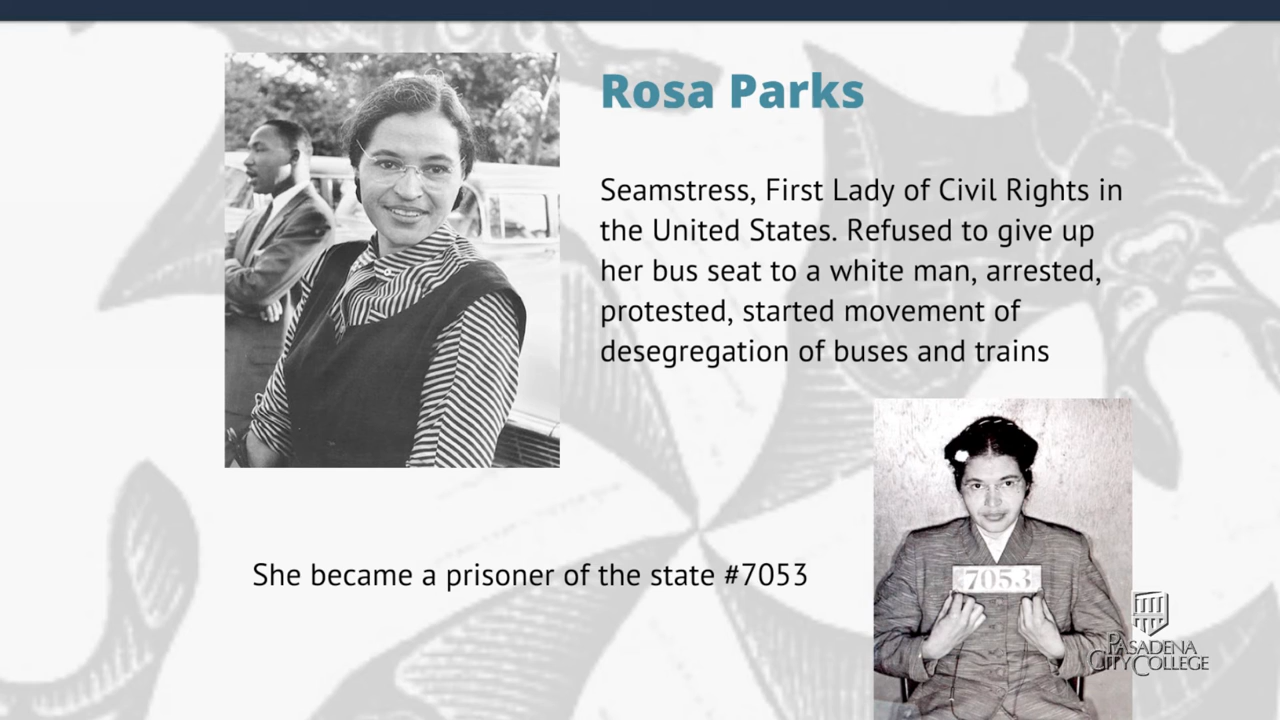 Rosa Parks
Seamstress, First Lady of Civil Rights in
the United States. Refused to give up
her bus seat to a white man, arrested,
protested, started movement of
desegregation of buses and trains
She became a prisoner of the state #7053
7053
PASADENA
CITY COLLEGE